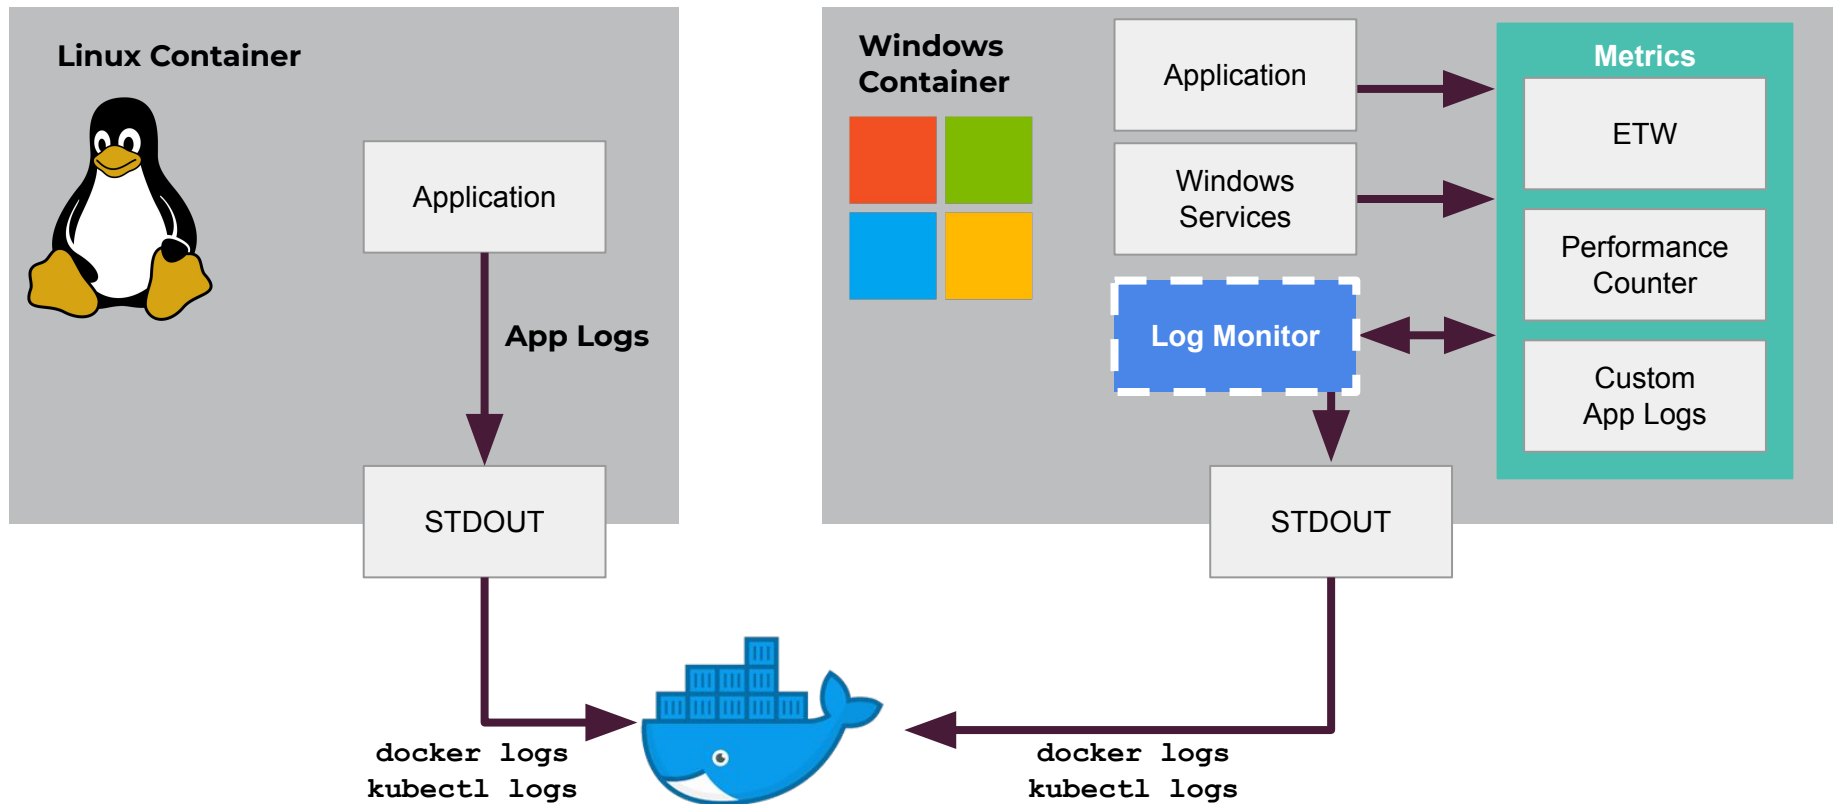 Linux Container
Application
App Logs
STDOUT
docker logs
kubectl logs
Windows
Container
Application
Windows
Services
Log Monitor
STDOUT
Metrics
ETW
Performance
Counter
Custom
App Logs
docker logs
kubectl logs